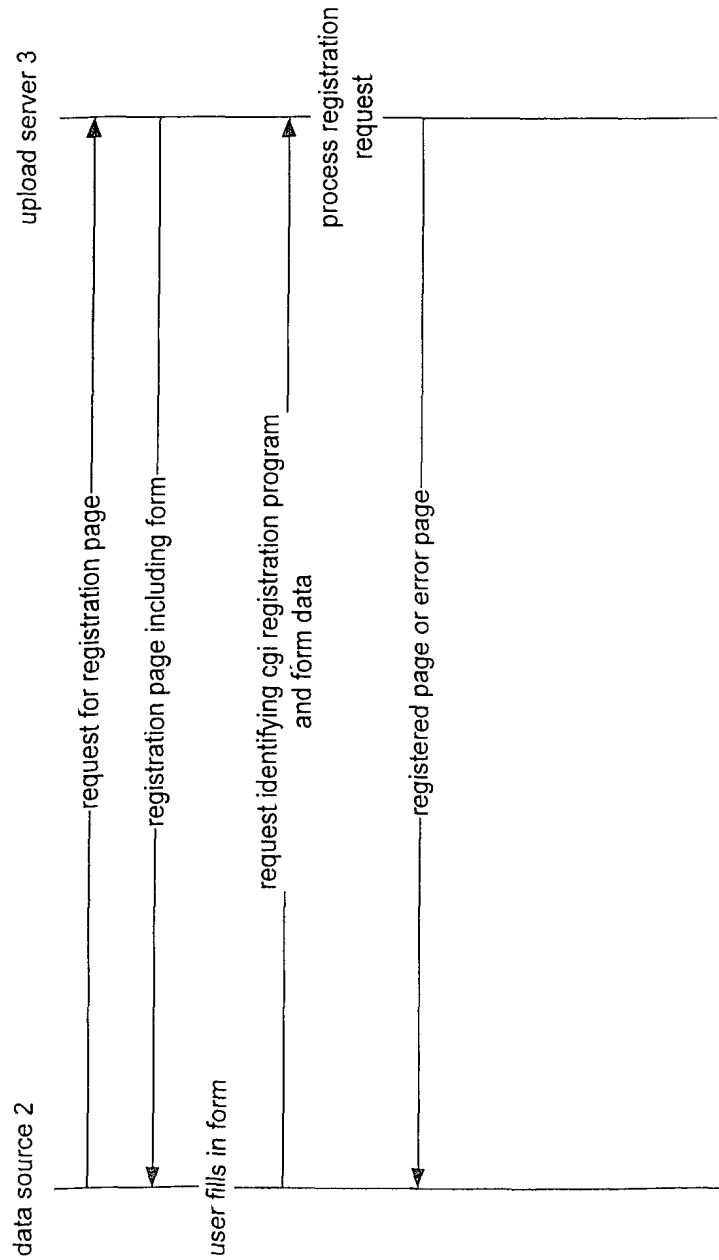 data source 2
upload server 3
request for registration page
registration page including form
user fills in form
request identifying cgi registration program
and form data
process registration
request
registered page or error page